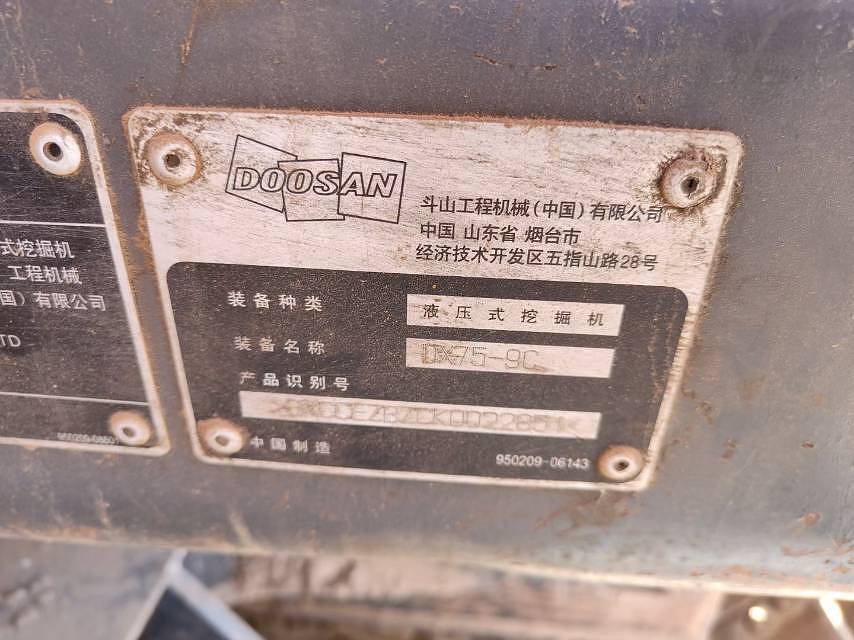 式挖掘机
工程机械
国)有限公司
TD
DOOSAN
斗山工程机械(中国)有限公司
中国 山东省 烟台市
经济技术开发区五指山路28号
装备种类 液压式挖掘机
装备名称 DX75-9C
产品识别号
中国制造 950209-06143